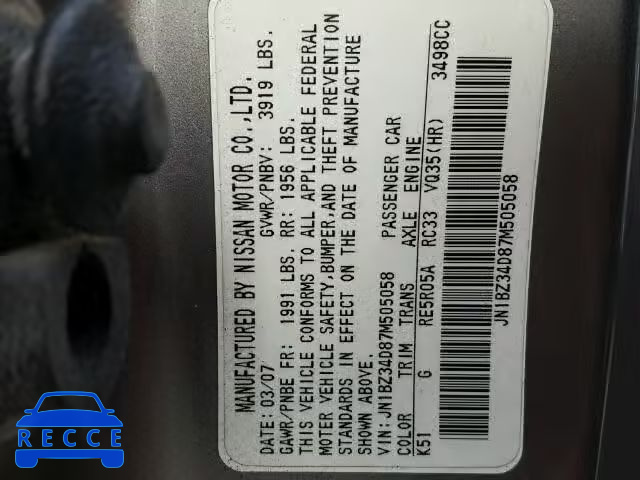 MANUFACTURED BY NISSAN MOTOR CO.,LTD.
DATE: 03/07 GVWR/PNBV: 3919 LBS.
GAWR/PNBE FR: 1991 LBS. RR: 1956 LBS.
THIS VEHICLE CONFORMS TO ALL APPLICABLE FEDERAL
MOTOR VEHICLE SAFETY,BUMPER,AND THEFT PREVENTION
STANDARDS IN EFFECT ON THE DATE OF MANUFACTURE
SHOWN ABOVE.
VIN:JN1BZ34D87M505058 PASSENGER CAR
COLOR TRIM TRANS AXLE ENGINE
K51 G RE5R05A RC33 VQ35(HR) 3498CC
JN1BZ34D87M505058
RECCE